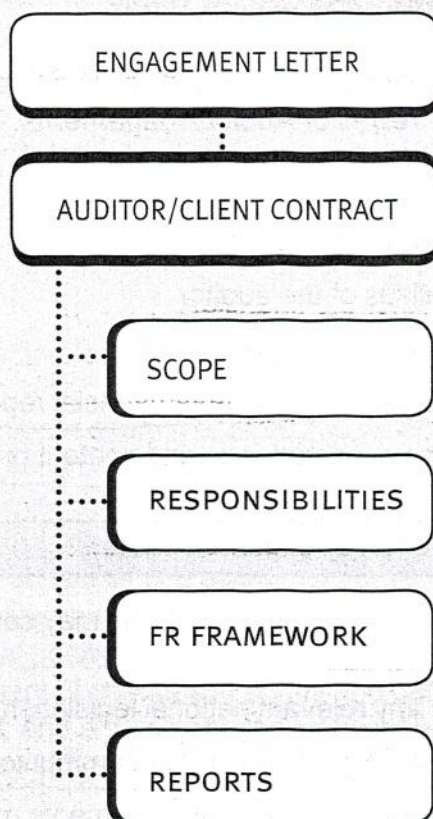 ENGAGEMENT LETTER
AUDITOR/CLIENT CONTRACT
SCOPE
RESPONSIBILITIES
FR FRAMEWORK
REPORTS